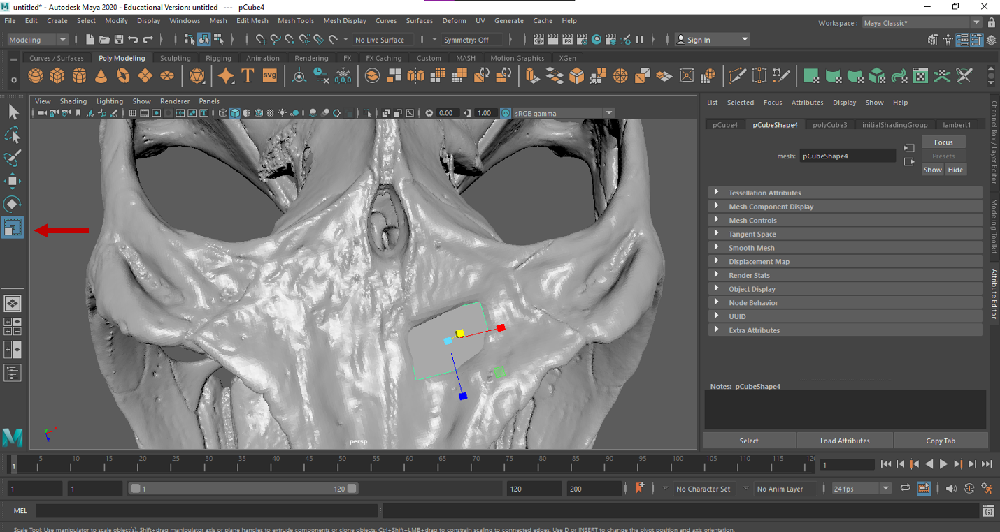 untitled* - Autodesk Maya 2020 - Educational Version: untitled --- pCube4
File Edit Create Select Modify Display Windows Mesh Edit Mesh Mesh Tools Mesh Display Curves Surfaces Deform UV Generate Cache Help
Workspace : Maya Classic*
Modeling No Live Surface Symmetry: Off Sign In
Curves / Surfaces Poly Modeling Sculpting Rigging Animation Rendering FX FX Caching Custom MASH Motion Graphics XGen
T SVG 0,0,0
View Shading Lighting Show Renderer Panels
0.00 1.00 ON sRGB gamma
List Selected Focus Attributes Display Show Help
pCube4 pCubeShape4 polyCube3 initialShadingGroup lambert1
mesh: pCubeShape4
Focus
Presets
Show Hide
Tessellation Attributes
Mesh Component Display
Mesh Controls
Tangent Space
Smooth Mesh
Displacement Map
Render Stats
Object Display
Node Behavior
UUID
Extra Attributes
Channel Box / Layer Editor
Modeling Toolkit
Attribute Editor
Notes: pCubeShape4
Select Load Attributes Copy Tab
persp
1 5 10 15 20 25 30 35 40 45 50 55 60 65 70 75 80 85 90 95 100 105 110 115 120 1
1 1 1 120 120 200 No Character Set No Anim Layer 24 fps
MEL
Scale Tool: Use manipulator to scale object(s). Shift+drag manipulator axis or plane handles to extrude components or clone objects. Ctrl+Shift+LMB+drag to constrain scaling to connected edges. Use D or INSERT to change the pivot position and axis orientation.